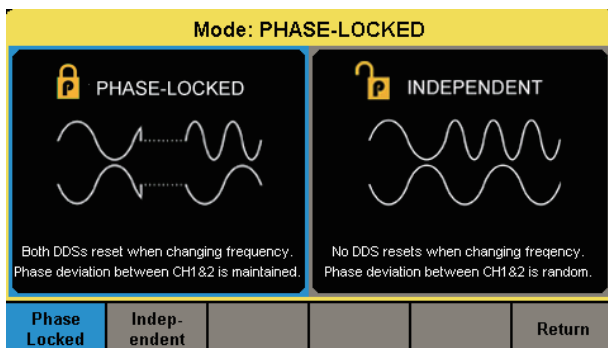 Mode: PHASE-LOCKED
P PHASE-LOCKED
Both DDSs reset when changing frequency.
Phase deviation between CH1&2 is maintained.
P INDEPENDENT
No DDS resets when changing freqency.
Phase deviation between CH1&2 is random.
Phase
Locked
Indep-
endent
Return